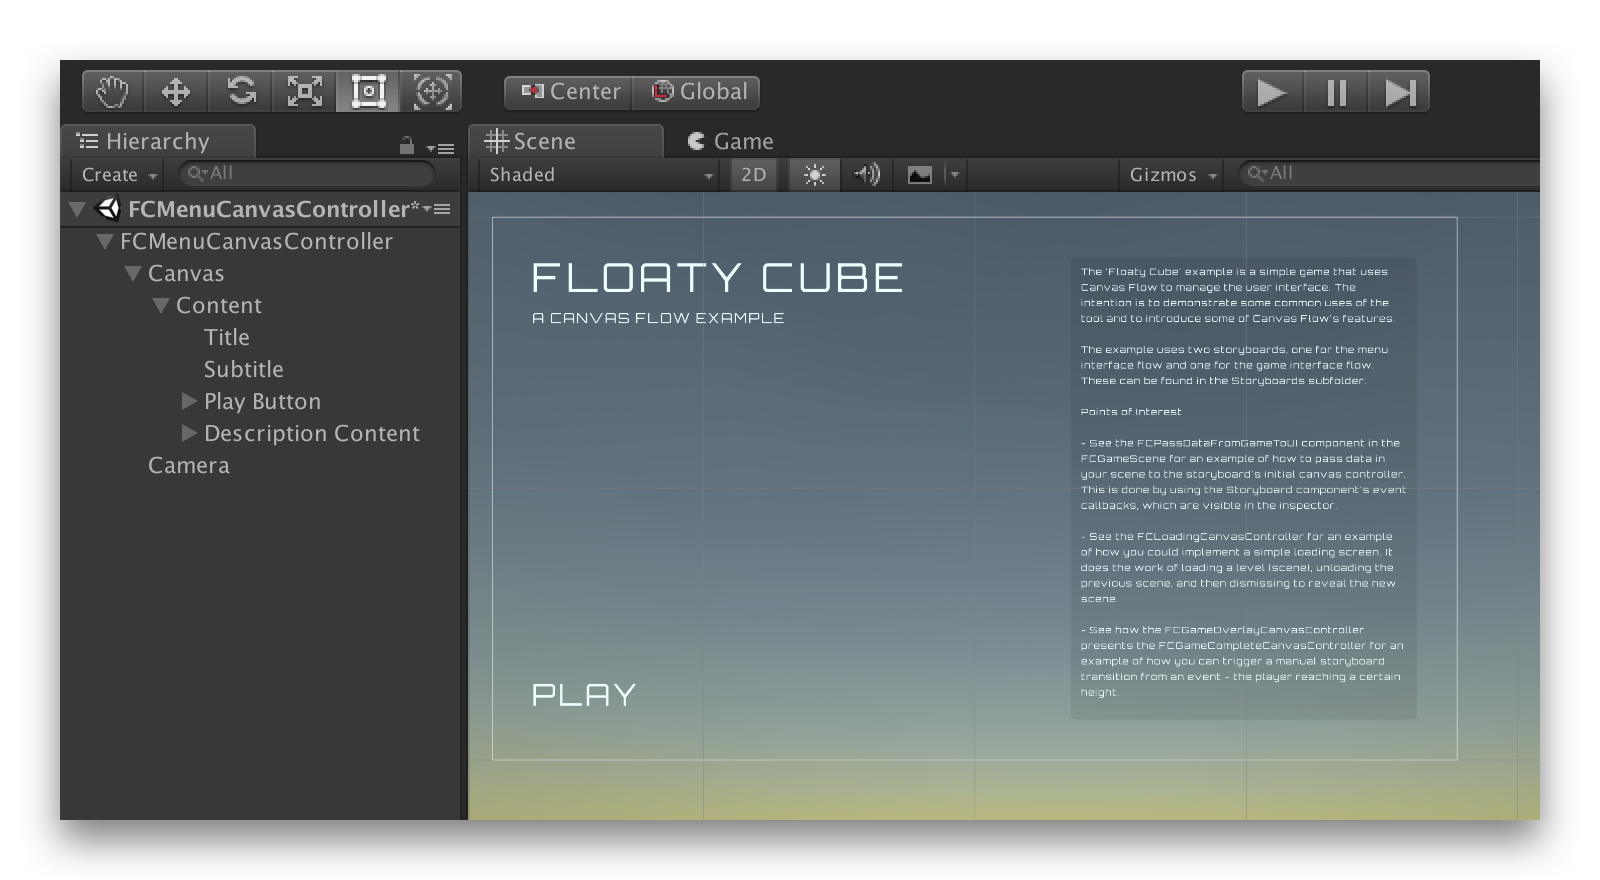 Center Global
Hierarchy
Scene Game
Create All
Shaded 2D Gizmos All
FCMenuCanvasController*
FCMenuCanvasController
Canvas
Content
Title
Subtitle
Play Button
Description Content
Camera
FLOATY CUBE
A CANVAS FLOW EXAMPLE
PLAY
The 'Floaty Cube' example is a simple game that uses
Canvas Flow to manage the user interface. The
intention is to demonstrate some common uses of the
tool and to introduce some of Canvas Flow's features.
The example uses two storyboards, one for the menu
interface flow and one for the game interface flow.
These can be found in the Storyboards subfolder.
Points of Interest
- See the FCPassDataFromGameToUI component in the
FCGameScene for an example of how to pass data in
your scene to the storyboard's initial canvas controller.
This is done by using the Storyboard component's event
callbacks, which are visible in the inspector.
- See the FCLoadingCanvasController for an example
of how you could implement a simple loading screen. It
does the work of loading a level (scene), unloading the
previous scene, and then dismissing to reveal the new
scene.
- See how the FCGameOverlayCanvasController
presents the FCGameCompleteCanvasController for an
example of how you can trigger a manual storyboard
transition from an event - the player reaching a certain
height.